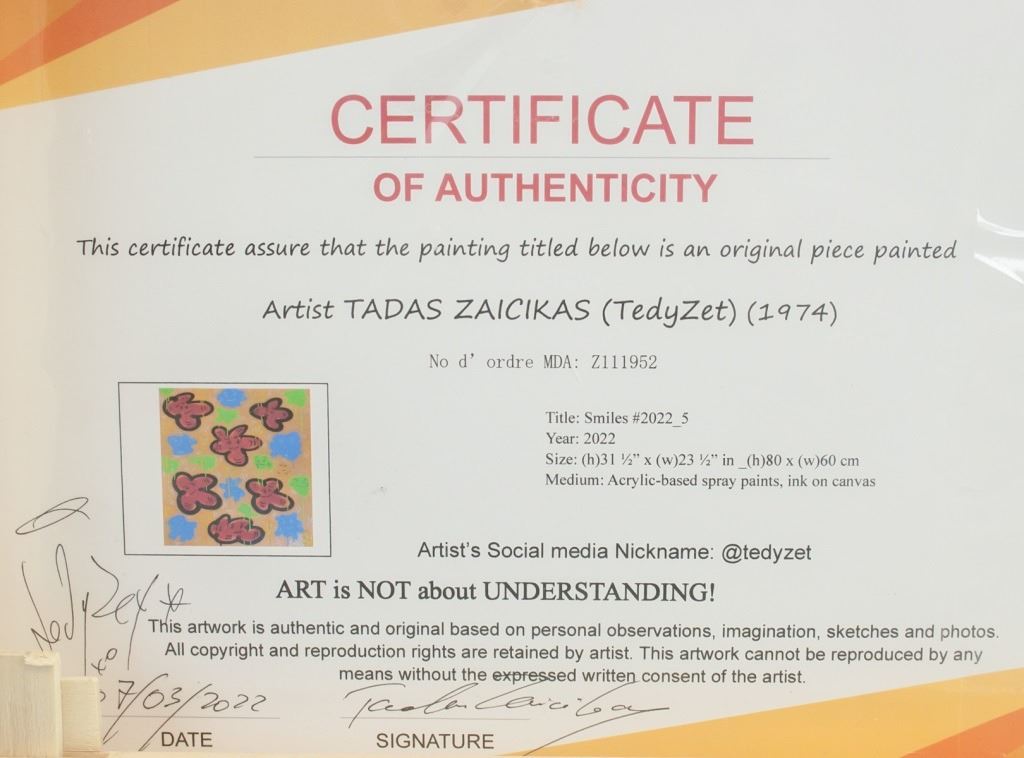 CERTIFICATE
OF AUTHENTICITY
This certificate assure that the painting titled below is an original piece painted
Artist TADAS ZAICIKAS (TedyZet) (1974)
No d' ordre MDA: Z111952
Title: Smiles #2022_5
Year: 2022
Size: (h)31 ½” x (w)23 ½” in _(h)80 x (w)60 cm
Medium: Acrylic-based spray paints, ink on canvas
Artist's Social media Nickname: @tedyzet
ART is NOT about UNDERSTANDING!
TedyZet
This artwork is authentic and original based on personal observations, imagination, sketches and photos.
All copyright and reproduction rights are retained by artist. This artwork cannot be reproduced by any
means without the expressed written consent of the artist.
7/03/2022
DATE
SIGNATURE